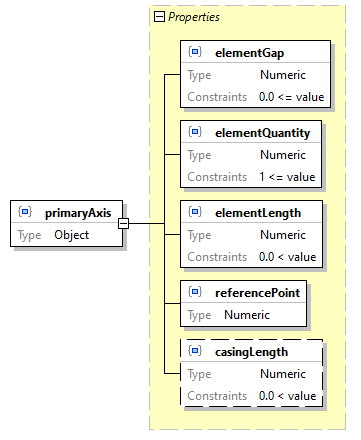 Properties
elementGap
Type Numeric
Constraints 0.0 <= value
elementQuantity
Type Numeric
Constraints 1 <= value
primaryAxis
Type Object
elementLength
Type Numeric
Constraints 0.0 < value
referencePoint
Type Numeric
casingLength
Type Numeric
Constraints 0.0 < value